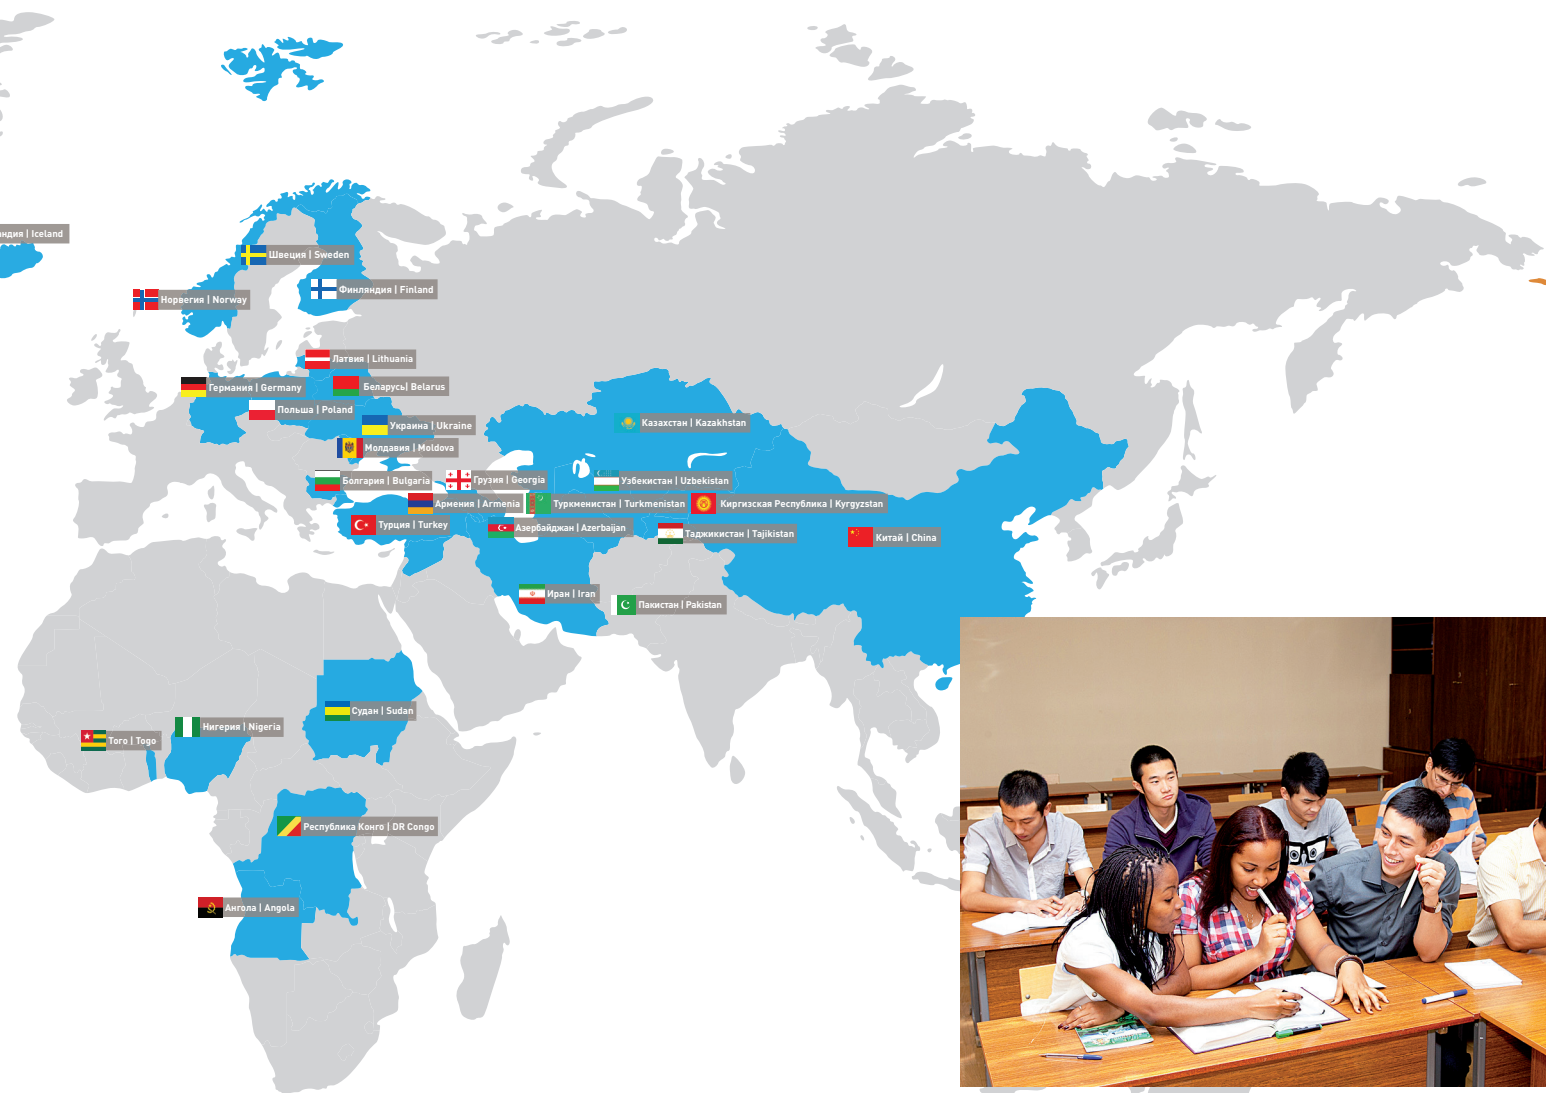 ндия | Iceland
Швеция | Sweden
Финляндия | Finland
Норвегия | Norway
Латвия | Lithuania
Германия | Germany
Беларусь| Belarus
Польша | Poland
Украина | Ukraine
Молдавия | Moldova
Казахстан | Kazakhstan
Болгария | Bulgaria
Грузия | Georgia
Узбекистан | Uzbekistan
Армения | Armenia
Туркменистан | Turkmenistan
Киргизская Республика | Kyrgyzstan
Турция | Turkey
Азербайджан | Azerbaijan
Таджикистан | Tajikistan
Китай | China
Иран | Iran
Пакистан | Pakistan
Судан | Sudan
Нигерия | Nigeria
Того | Togo
Республика Конго | DR Congo
Ангола | Angola